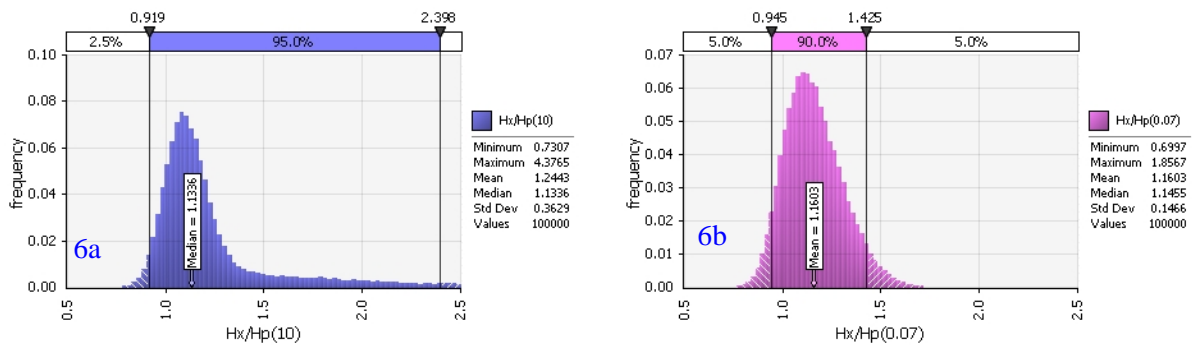 0.919 2.398
2.5% 95.0%
0.10
0.08
0.06
0.04
0.02
0.00
frequency
6a
Median = 1.1336
0.5 1.0 1.5 2.0 2.5
Hx/Hp(10)
Hx/Hp(10)
Minimum 0.7307
Maximum 4.3765
Mean 1.2443
Median 1.1336
Std Dev 0.3629
Values 100000
0.945 1.425
5.0% 90.0% 5.0%
0.07
0.06
0.05
0.04
0.03
0.02
0.01
0.00
frequency
6b
Mean = 1.1603
0.5 1.0 1.5 2.0 2.5
Hx/Hp(0.07)
Hx/Hp(0.07)
Minimum 0.6997
Maximum 1.8567
Mean 1.1603
Median 1.1455
Std Dev 0.1466
Values 100000